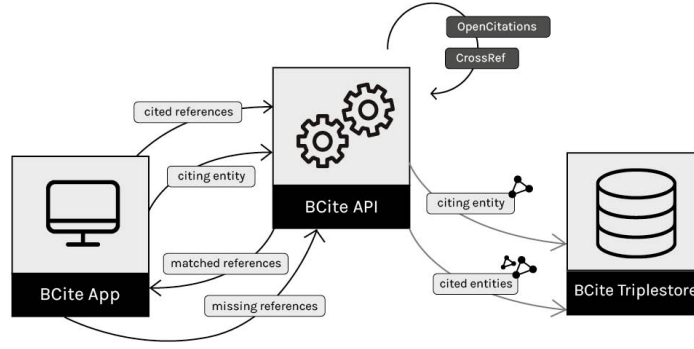 OpenCitations
CrossRef
cited references
citing entity
BCite API
citing entity
matched references
BCite App
cited entities
BCite Triplestore
missing references